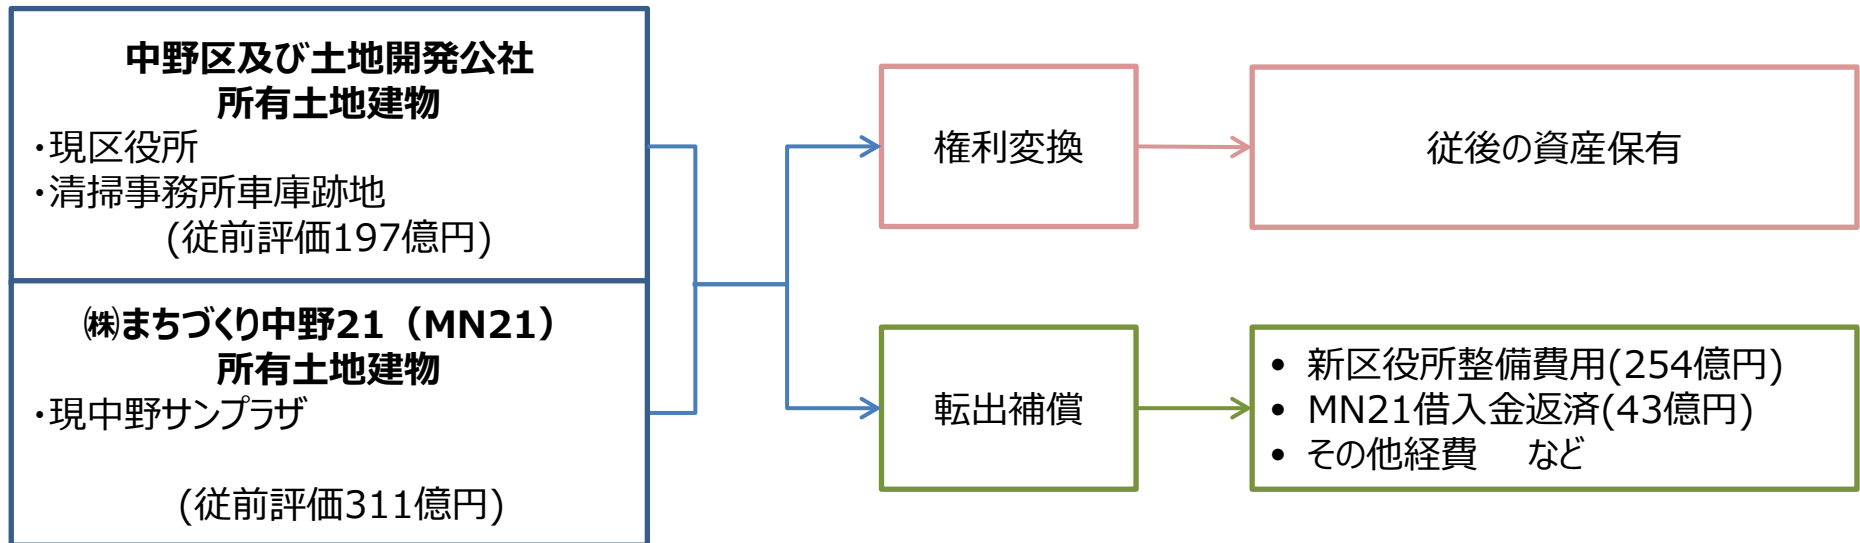 中野区及び土地開発公社
所有土地建物
・現区役所
・清掃事務所車庫跡地
(従前評価197億円)
㈱まちづくり中野21（MN21）
所有土地建物
・現中野サンプラザ
(従前評価311億円)
権利変換
従後の資産保有
転出補償
• 新区役所整備費用(254億円)
• MN21借入金返済(43億円)
• その他経費　など